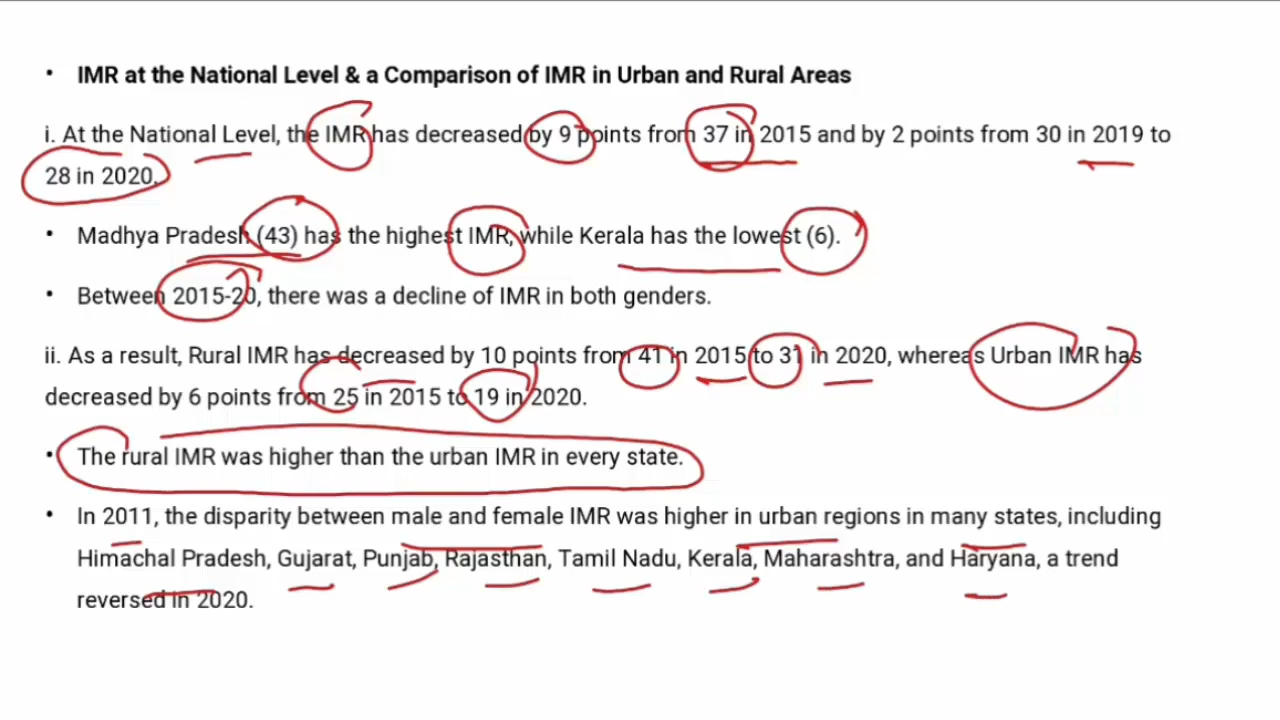 • IMR at the National Level & a Comparison of IMR in Urban and Rural Areas
i. At the National Level, the IMR has decreased by 9 points from 37 in 2015 and by 2 points from 30 in 2019 to
28 in 2020.
• Madhya Pradesh (43) has the highest IMR, while Kerala has the lowest (6).
• Between 2015-20, there was a decline of IMR in both genders.
ii. As a result, Rural IMR has decreased by 10 points from 41 in 2015 to 31 in 2020, whereas Urban IMR has
decreased by 6 points from 25 in 2015 to 19 in 2020.
• The rural IMR was higher than the urban IMR in every state.
• In 2011, the disparity between male and female IMR was higher in urban regions in many states, including
Himachal Pradesh, Gujarat, Punjab, Rajasthan, Tamil Nadu, Kerala, Maharashtra, and Haryana, a trend
reversed in 2020.